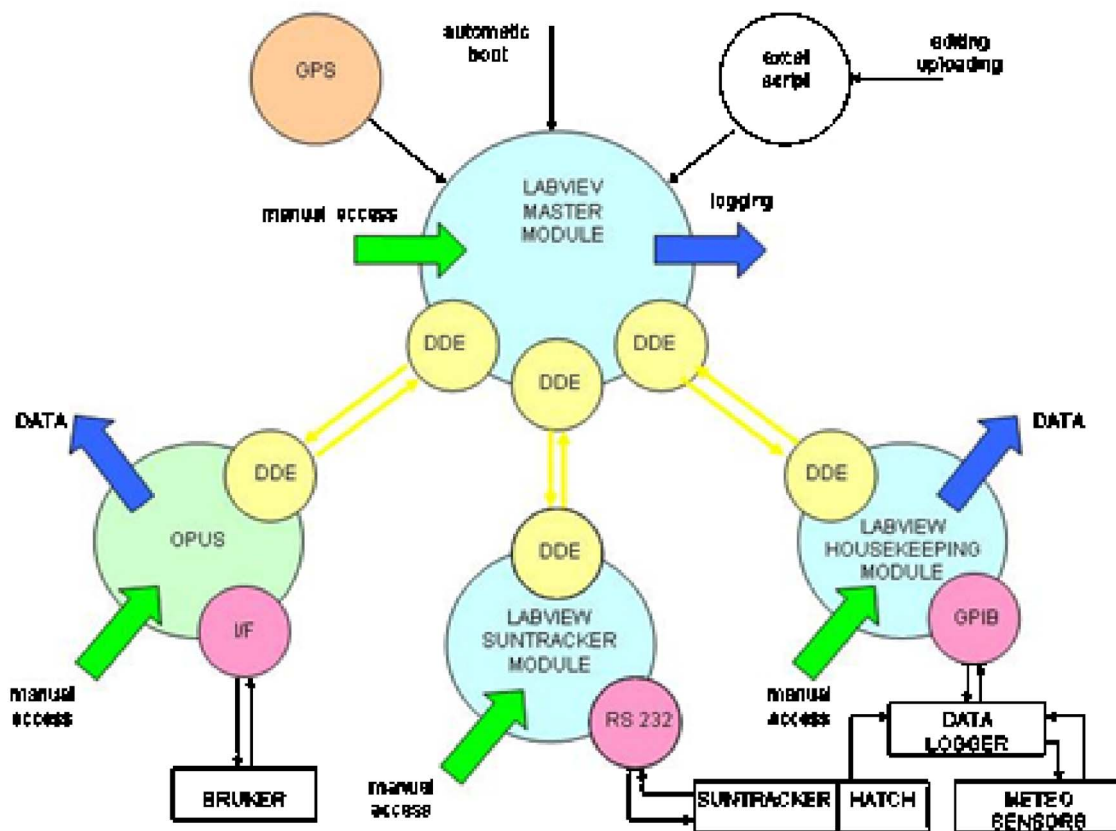 automatic
boot
GPS
excel
script
editing
uploading
LABVIEV
MASTER
MODULE
manual access
logging
DDE
DDE
DDE
DATA
DDE
OPUS
I/F
manual
access
BRUKER
DDE
LABVIEW
SUNTRACKER
MODULE
RS 232
manual
access
SUNTRACKER
HATCH
DATA
DDE
LABVIEW
HOUSEKEEPING
MODULE
GPIB
manual
access
DATA
LOGGER
METEO
SENSORS